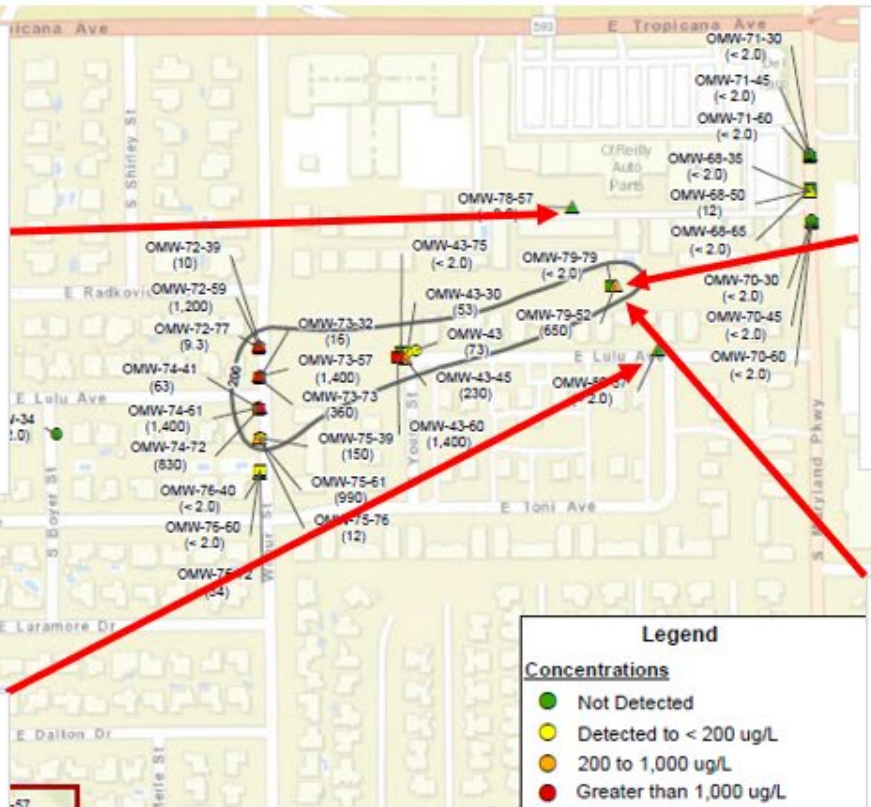 E Tropicana Ave
593
OMW-71-30
(< 2.0)
OMW-71-45
(< 2.0)
OMW-71-60
(< 2.0)
S Shirley St
O'Reilly
Auto
Parts
OMW-68-35
(< 2.0)
OMW-68-50
(12)
OMW-68-65
(< 2.0)
OMW-78-57
OMW-72-39
(10)
OMW-43-75
(< 2.0)
OMW-79-79
(< 2.0)
OMW-70-30
(< 2.0)
OMW-70-45
(< 2.0)
OMW-70-60
(< 2.0)
E Radkovic
OMW-72-59
(1,200)
OMW-43-30
(53)
OMW-79-52
(650)
OMW-72-77
(9.3)
OMW-73-32
(16)
OMW-43
(73)
E Lulu Ave
OMW-74-41
(63)
200
OMW-73-57
(1,400)
OMW-43-45
(230)
E Lulu Ave
OMW-74-61
(1,400)
OMW-73-73
(360)
2.0)
OMW-43-60
(1,400)
OMW-74-72
(830)
OMW-75-39
(150)
OMW-76-40
(< 2.0)
OMW-75-61
(990)
S Boyer St
E Toni Ave
S Maryland Pkwy
OMW-76-60
(< 2.0)
OMW-75-76
(12)
E Laramore Dr
E Dalton Dr
Merle St
-57
Legend
Concentrations
Not Detected
Detected to < 200 ug/L
200 to 1,000 ug/L
Greater than 1,000 ug/L